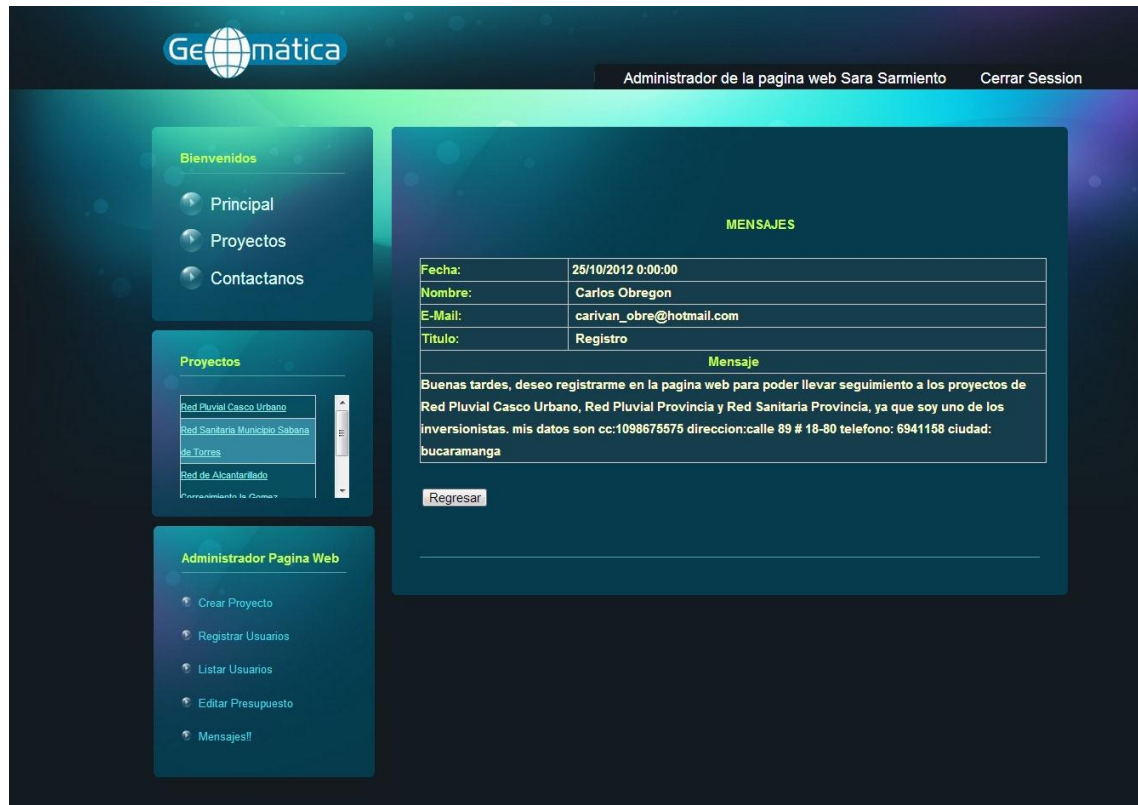 Geomática
Administrador de la pagina web Sara Sarmiento Cerrar Session
Bienvenidos
Principal
Proyectos
Contactanos
Proyectos
Red Pluvial Casco Urbano
Red Sanitaria Municipio Sabana
de Torres
Red de Alcantarillado
Corregimiento la Gomez
Administrador Pagina Web
Crear Proyecto
Registrar Usuarios
Listar Usuarios
Editar Presupuesto
Mensajes!!
MENSAJES
Fecha: 25/10/2012 0:00:00
Nombre: Carlos Obregon
E-Mail: carivan_obre@hotmail.com
Titulo: Registro
Mensaje
Buenas tardes, deseo registrarme en la pagina web para poder llevar seguimiento a los proyectos de
Red Pluvial Casco Urbano, Red Pluvial Provincia y Red Sanitaria Provincia, ya que soy uno de los
inversionistas. mis datos son cc:1098675575 direccion:calle 89 # 18-80 telefono: 6941158 ciudad:
bucaramanga
Regresar